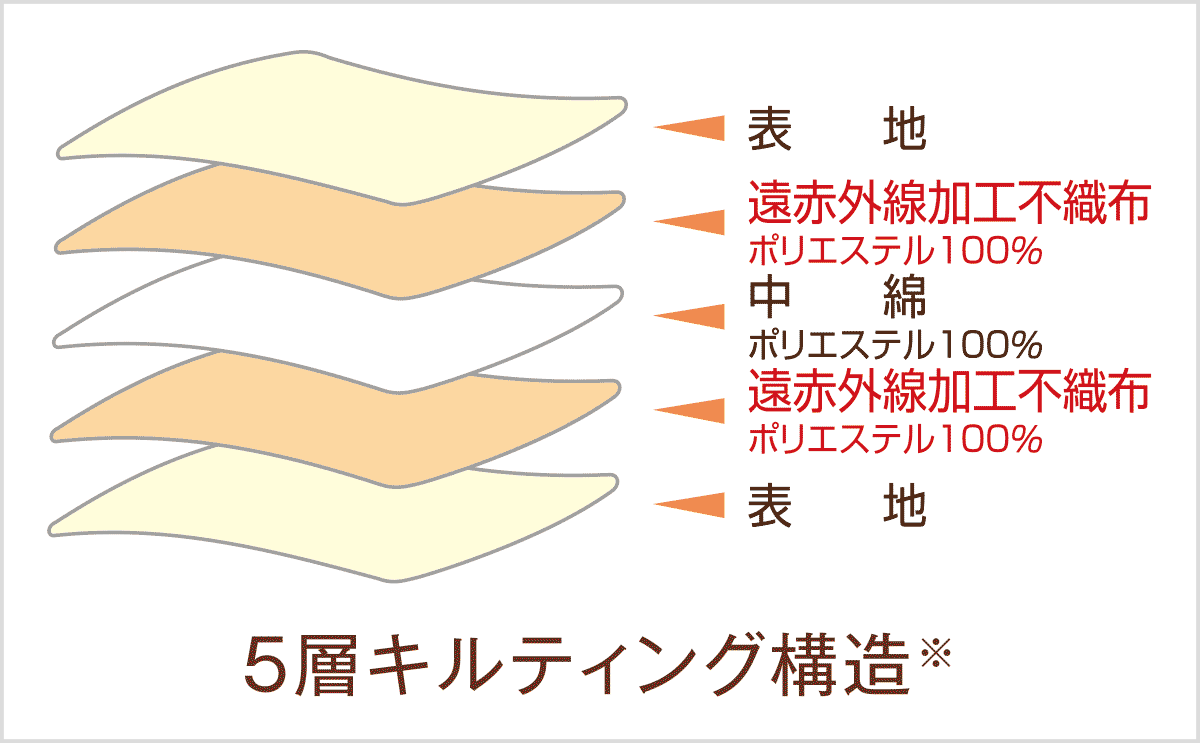 表　地
遠赤外線加工不織布
ポリエステル100%
中　綿
ポリエステル100%
遠赤外線加工不織布
ポリエステル100%
表　地
5層キルティング構造※